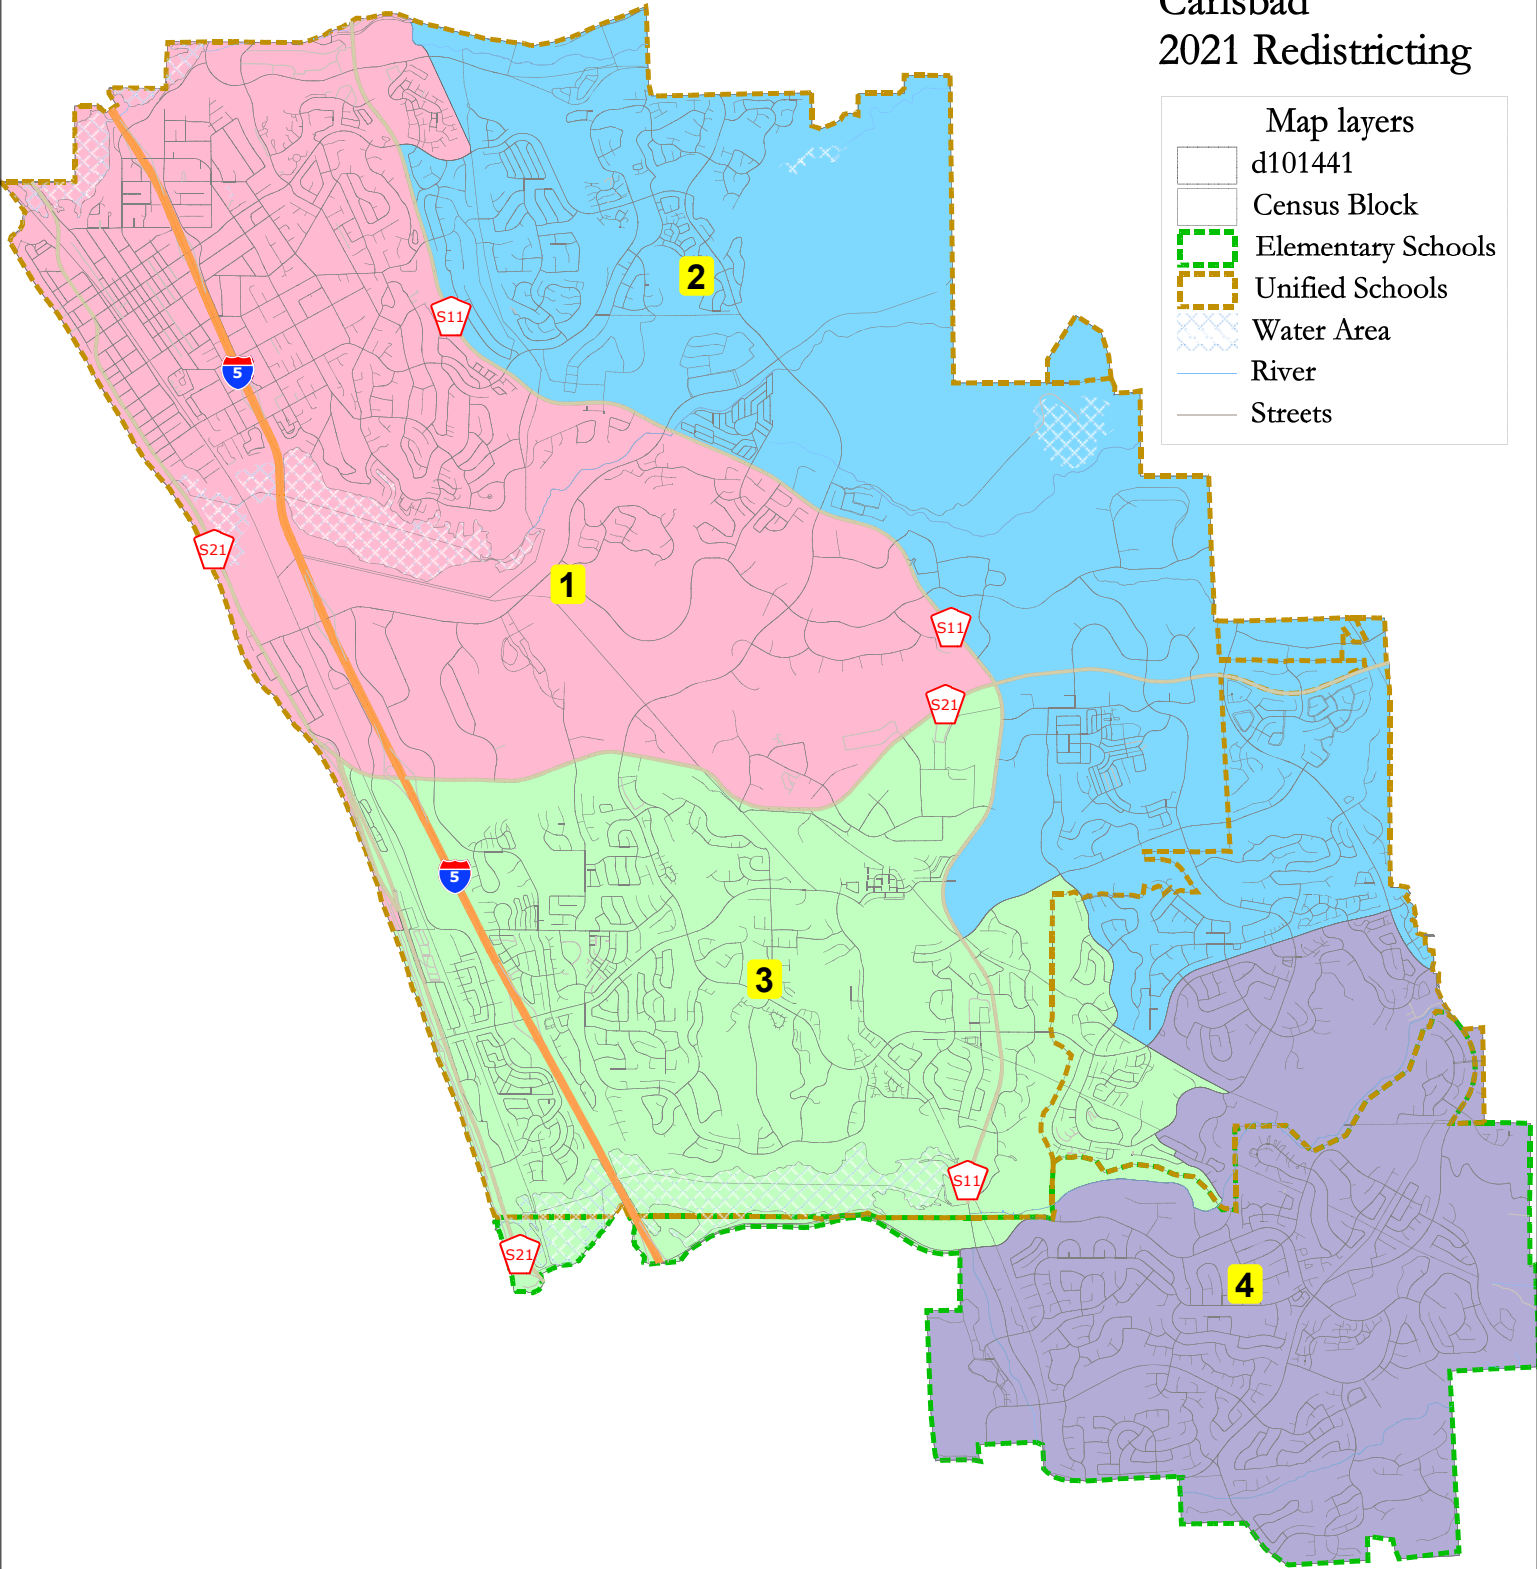 Carlsbad
2021 Redistricting
Map layers
d101441
Census Block
Elementary Schools
Unified Schools
Water Area
River
Streets
2
S11
5
S21
1
S11
S21
5
3
S11
S21
4